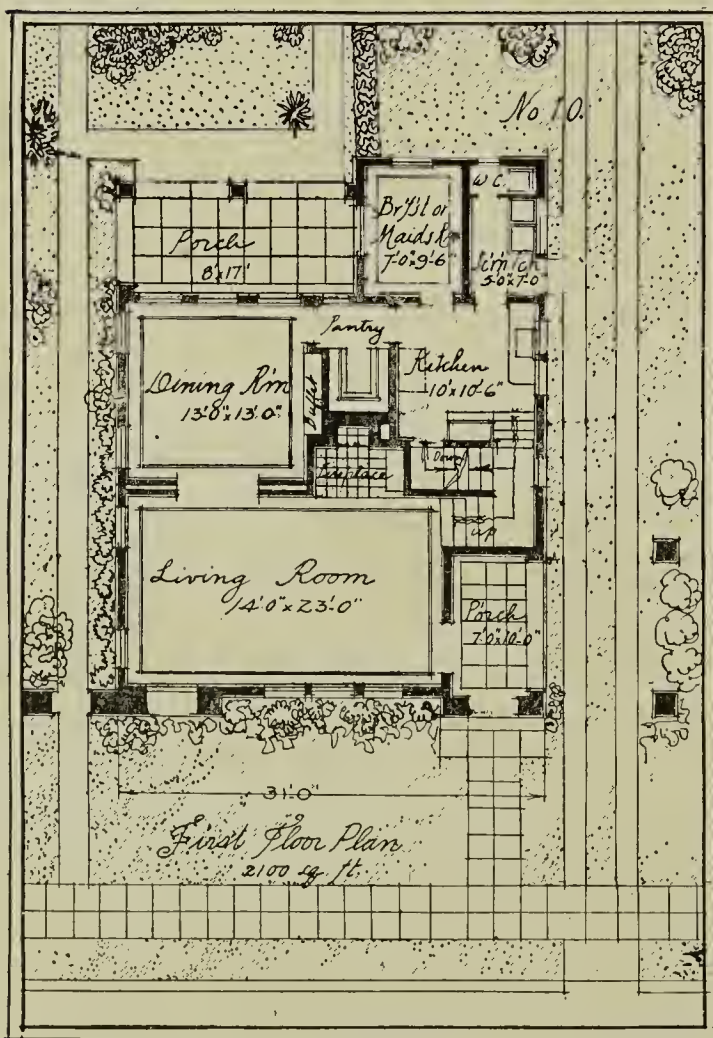 No 10.
W C.
Br'f'st or
Maids R
7'-0"x9'-6"
Porch
8'x17'
5-0"x7-0
Pantry
Kitchen
10'x10'-6"
Dining R'm
13'-0"x13'-0"
Buffet
Down
Fireplace
up
Living Room
14'-0"x23'-0"
Porch
7'-0"x10'-0"
31'-0"
First Floor Plan
2100 sq. ft.